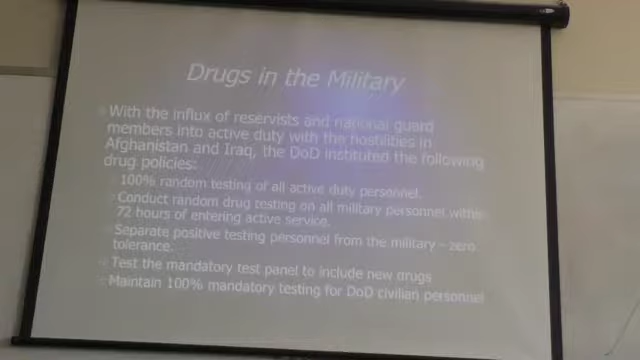 Drugs in the Military
With the influx of reservists and national guard
members into active duty with the hostilities in
Afghanistan and Iraq, the DoD instituted the following
drug policies:
100% random testing of all active duty personnel.
Conduct random drug testing on all military personnel within
72 hours of entering active service.
Separate positive testing personnel from the military - zero
tolerance.
Test the mandatory test panel to include new drugs
Maintain 100% mandatory testing for DoD civilian personnel